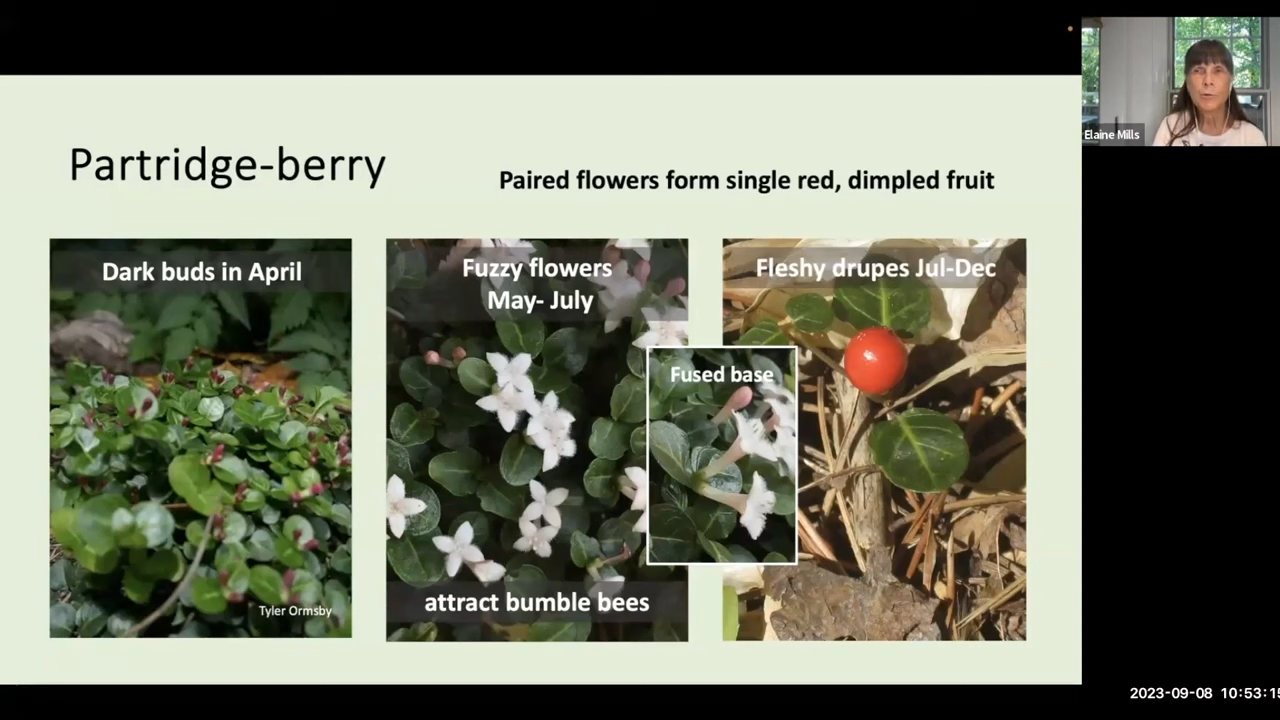 Elaine Mills
Partridge-berry
Paired flowers form single red, dimpled fruit
Dark buds in April
Tyler Ormsby
Fuzzy flowers
May- July
attract bumble bees
Fused base
Fleshy drupes Jul-Dec
2023-09-08 10:53:15